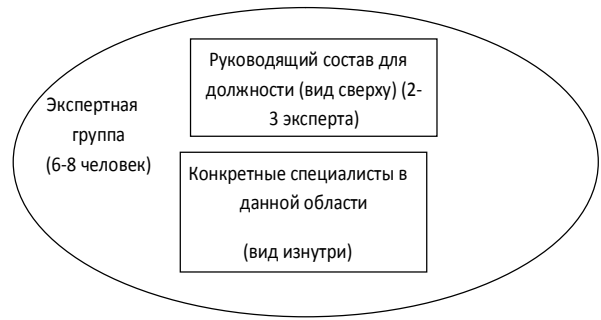 Экспертная
группа
(6-8 человек)
Руководящий состав для
должности (вид сверху) (2-
3 эксперта)
Конкретные специалисты в
данной области
(вид изнутри)